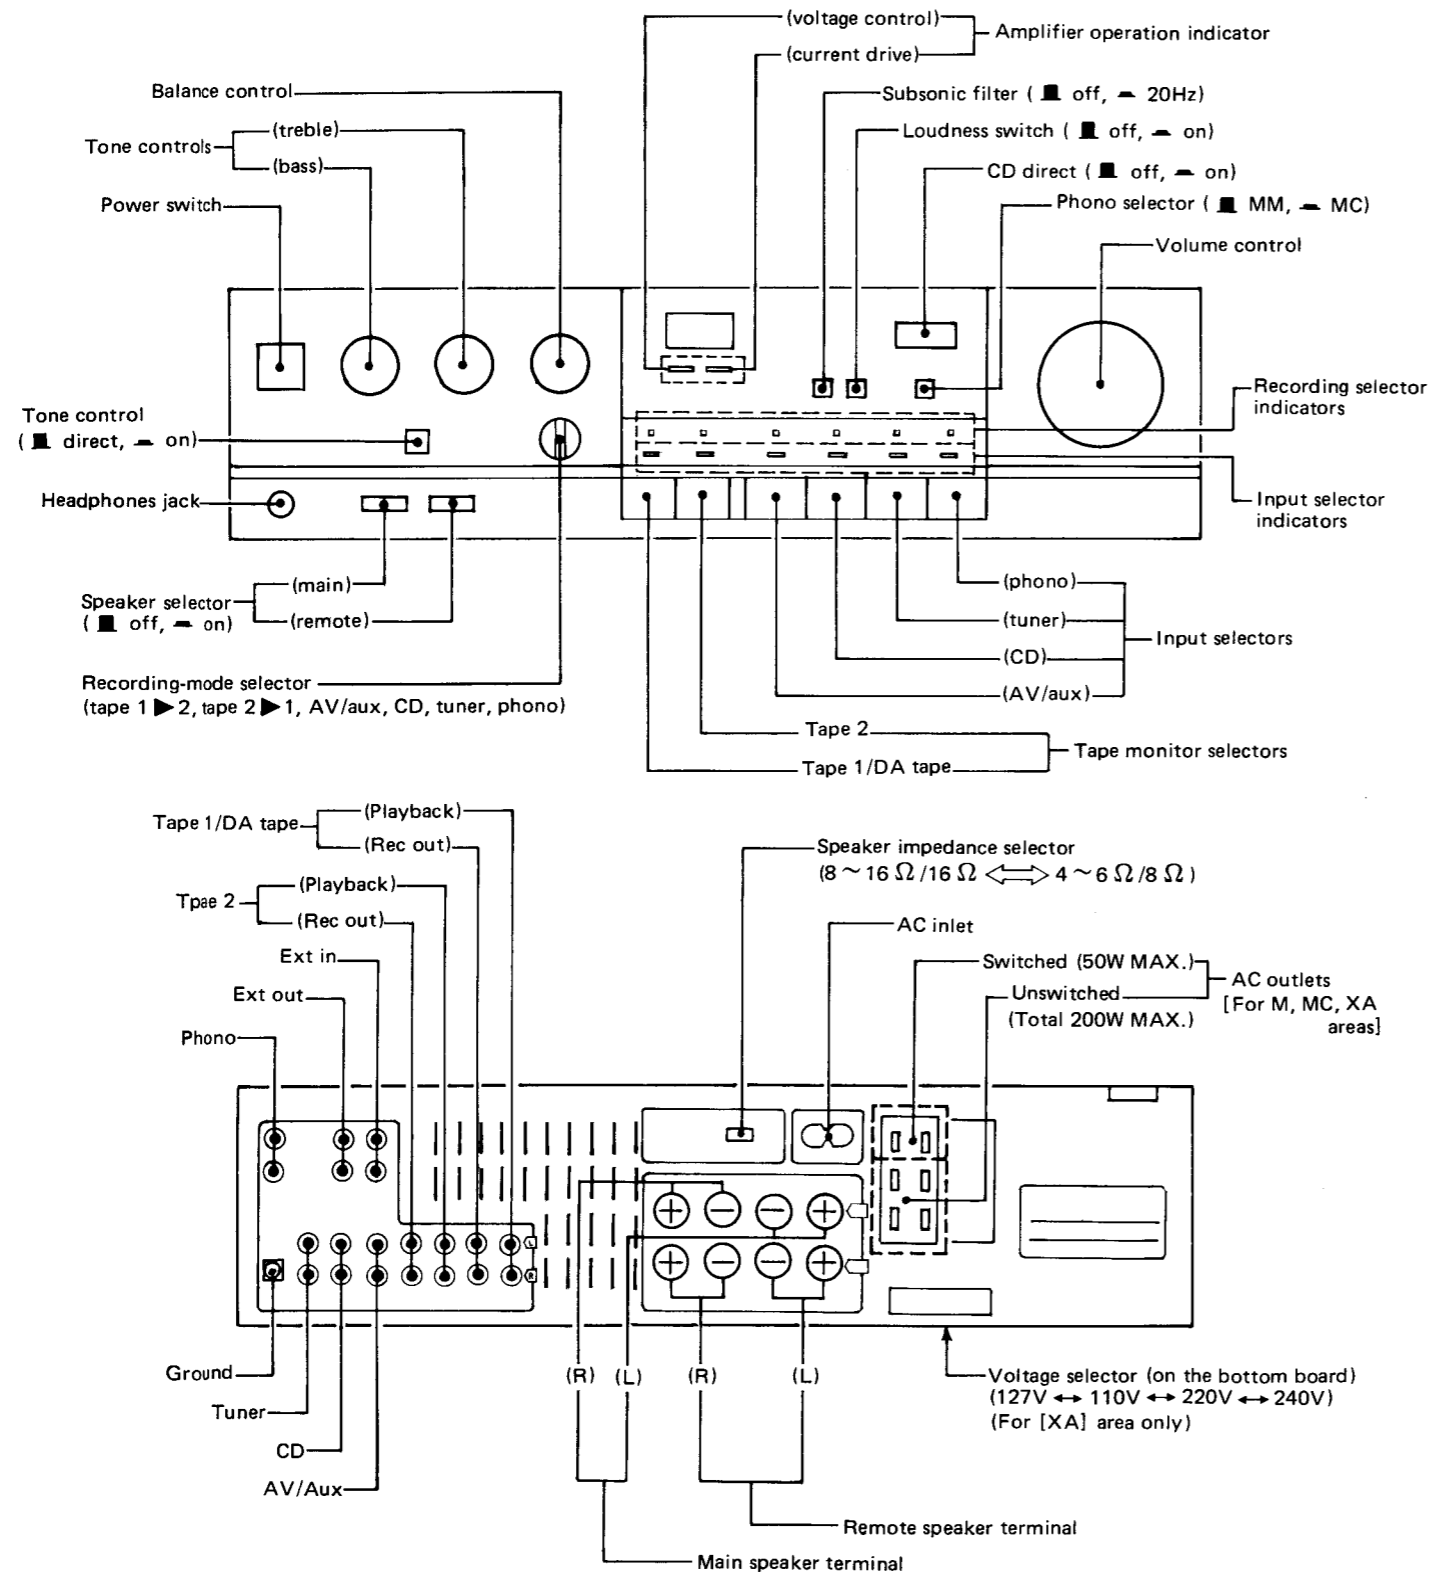 (voltage control)
Amplifier operation indicator
(current drive)
Balance control
Subsonic filter ( off, 20Hz)
(treble)
Loudness switch ( off, on)
Tone controls
(bass)
CD direct ( off, on)
Power switch
Phono selector ( MM, MC)
Volume control
Recording selector
indicators
Tone control
( direct, on)
Headphones jack
Input selector
indicators
(main)
Speaker selector
( off, on)
(remote)
(phono)
(tuner)
Input selectors
(CD)
(AV/aux)
Recording-mode selector
(tape 1 ▶ 2, tape 2 ▶ 1, AV/aux, CD, tuner, phono)
Tape 2
Tape monitor selectors
Tape 1/DA tape
(Playback)
Tape 1/DA tape
(Rec out)
Speaker impedance selector
(8 ~ 16 Ω/16 Ω ⟺ 4 ~ 6 Ω/8 Ω)
(Playback)
Tpae 2
(Rec out)
AC inlet
Ext in
Switched (50W MAX.)
AC outlets
[For M, MC, XA
areas]
Ext out
Unswitched
(Total 200W MAX.)
Phono
+ − − +
L
+ − − +
R
Ground
(R) (L) (R) (L)
Voltage selector (on the bottom board)
(127V ↔ 110V ↔ 220V ↔ 240V)
(For [XA] area only)
Tuner
CD
AV/Aux
Remote speaker terminal
Main speaker terminal